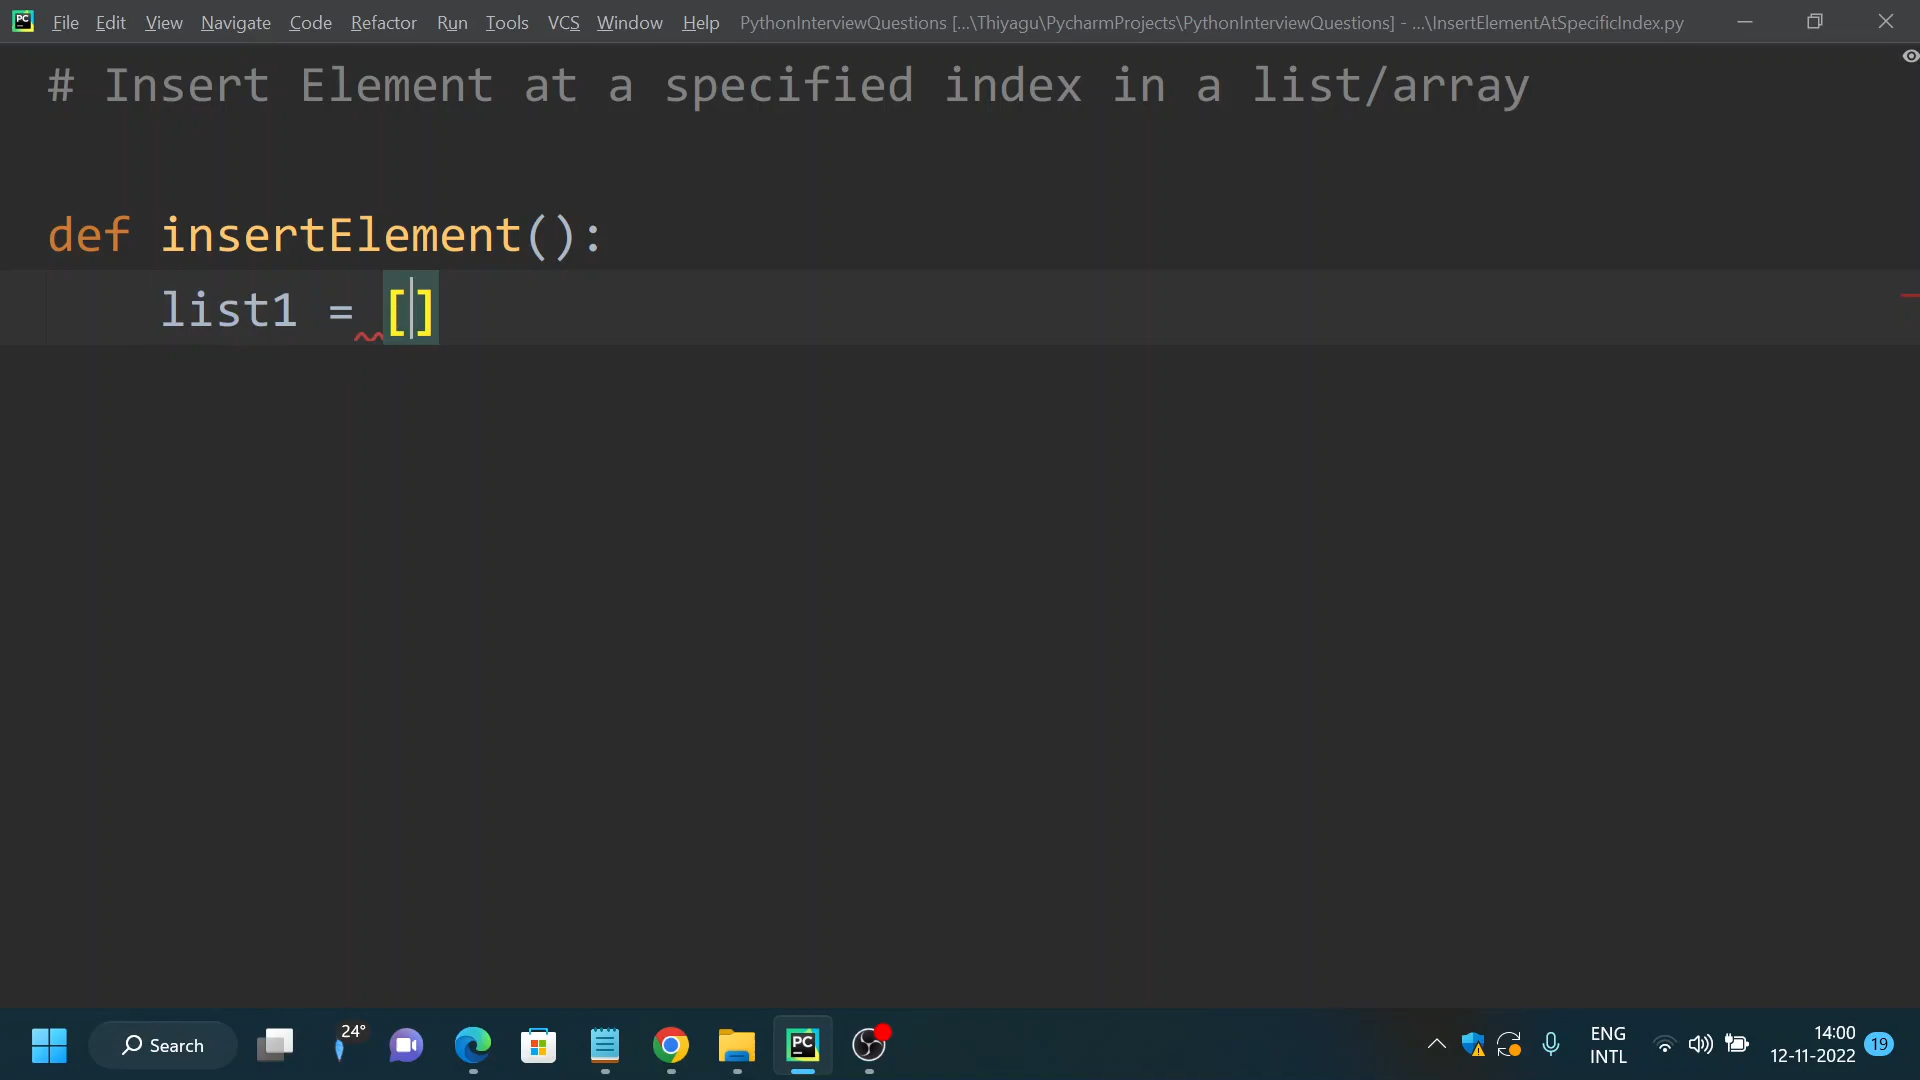 File Edit View Navigate Code Refactor Run Tools VCS Window Help PythonInterviewQuestions [...\Thiyagu\PycharmProjects\PythonInterviewQuestions] - ...\InsertElementAtSpecificIndex.py
# Insert Element at a specified index in a list/array
def insertElement():
list1 = []
24°
Search
PC
ENG
INTL
14:00
12-11-2022
19